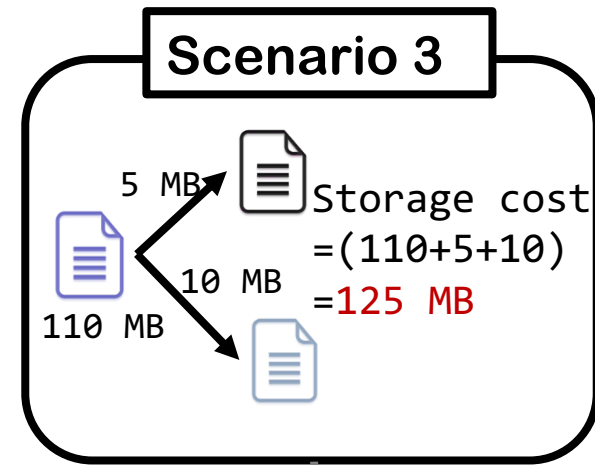 Scenario 3
5 MB
Storage cost
=(110+5+10)
10 MB
=125 MB
110 MB